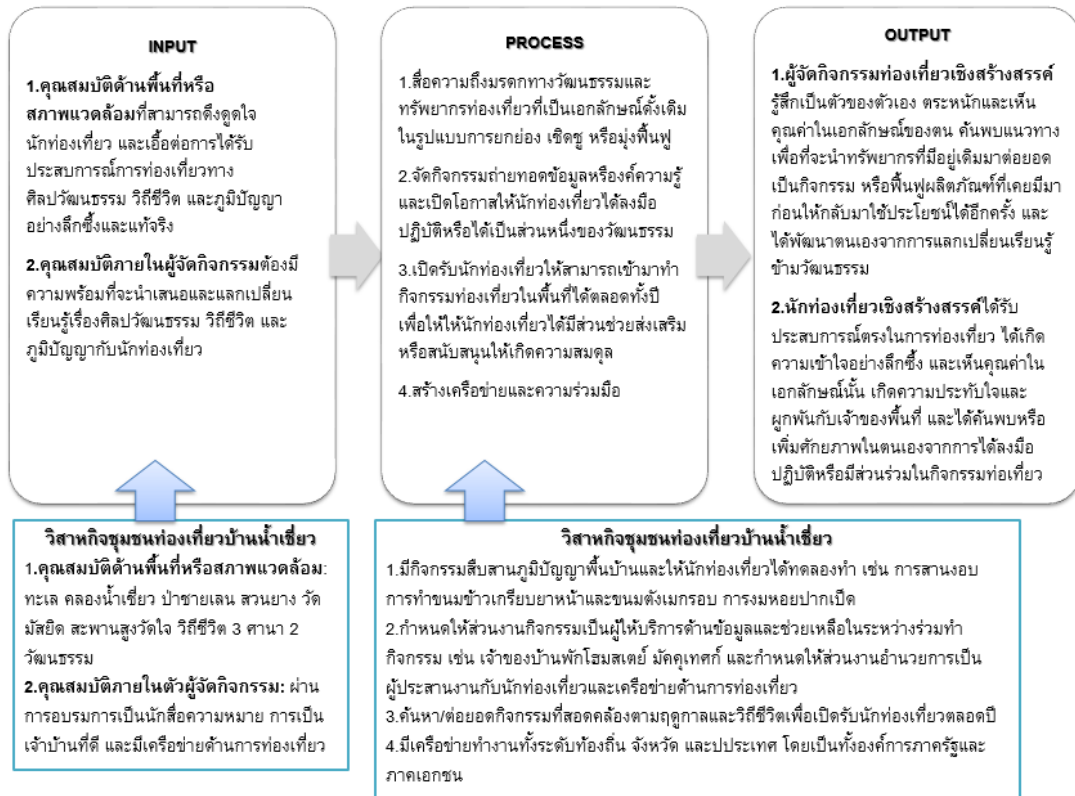 INPUT
1.คุณสมบัติด้านพื้นที่หรือ
สภาพแวดล้อมที่สามารถดึงดูดใจ
นักท่องเที่ยว และเอื้อต่อการได้รับ
ประสบการณ์การท่องเที่ยวทาง
ศิลปวัฒนธรรม วิถีชีวิต และภูมิปัญญา
อย่างลึกซึ้งและแท้จริง
2.คุณสมบัติภายในผู้จัดกิจกรรมต้องมี
ความพร้อมที่จะนำเสนอและแลกเปลี่ยน
เรียนรู้เรื่องศิลปวัฒนธรรม วิถีชีวิต และ
ภูมิปัญญากับนักท่องเที่ยว
PROCESS
1.สื่อความถึงมรดกทางวัฒนธรรมและ
ทรัพยากรท่องเที่ยวที่เป็นเอกลักษณ์ดั้งเดิม
ในรูปแบบการยกย่อง เชิดชู หรือมุ่งฟื้นฟู
2.จัดกิจกรรมถ่ายทอดข้อมูลหรือองค์ความรู้
และเปิดโอกาสให้นักท่องเที่ยวได้ลงมือ
ปฏิบัติหรือได้เป็นส่วนหนึ่งของวัฒนธรรม
3.เปิดรับนักท่องเที่ยวให้สามารถเข้ามาทำ
กิจกรรมท่องเที่ยวในพื้นที่ได้ตลอดทั้งปี
เพื่อให้ให้นักท่องเที่ยวได้มีส่วนช่วยส่งเสริม
หรือสนับสนุนให้เกิดความสมดุล
4.สร้างเครือข่ายและความร่วมมือ
OUTPUT
1.ผู้จัดกิจกรรมท่องเที่ยวเชิงสร้างสรรค์
รู้สึกเป็นตัวของตัวเอง ตระหนักและเห็น
คุณค่าในเอกลักษณ์ของตน ค้นพบแนวทาง
เพื่อที่จะนำทรัพยากรที่มีอยู่เดิมมาต่อยอด
เป็นกิจกรรม หรือฟื้นฟูผลิตภัณฑ์ที่เคยมีมา
ก่อนให้กลับมาใช้ประโยชน์ได้อีกครั้ง และ
ได้พัฒนาตนเองจากการแลกเปลี่ยนเรียนรู้
ข้ามวัฒนธรรม
2.นักท่องเที่ยวเชิงสร้างสรรค์ได้รับ
ประสบการณ์ตรงในการท่องเที่ยว ได้เกิด
ความเข้าใจอย่างลึกซึ้ง และเห็นคุณค่าใน
เอกลักษณ์นั้น เกิดความประทับใจและ
ผูกพันกับเจ้าของพื้นที่ และได้ค้นพบหรือ
เพิ่มศักยภาพในตนเองจากการได้ลงมือ
ปฏิบัติหรือมีส่วนร่วมในกิจกรรมท่อเที่ยว
วิสาหกิจชุมชนท่องเที่ยวบ้านน้ำเชี่ยว
1.คุณสมบัติด้านพื้นที่หรือสภาพแวดล้อม:
ทะเล คลองน้ำเชี่ยว ป่าชายเลน สวนยาง วัด
มัสยิด สะพานสูงวัดใจ วิถีชีวิต 3 ศานา 2
วัฒนธรรม
2.คุณสมบัติภายในตัวผู้จัดกิจกรรม: ผ่าน
การอบรมการเป็นนักสื่อความหมาย การเป็น
เจ้าบ้านที่ดี และมีเครือข่ายด้านการท่องเที่ยว
วิสาหกิจชุมชนท่องเที่ยวบ้านน้ำเชี่ยว
1.มีกิจกรรมสืบสานภูมิปัญญาพื้นบ้านและให้นักท่องเที่ยวได้ทดลองทำ เช่น การสานงอบ
การทำขนมข้าวเกรียบยาหน้าและขนมตังเมกรอบ การงมหอยปากเป็ด
2.กำหนดให้ส่วนงานกิจกรรมเป็นผู้ให้บริการด้านข้อมูลและช่วยเหลือในระหว่างร่วมทำ
กิจกรรม เช่น เจ้าของบ้านพักโฮมสเตย์ มัคคุเทศก์ และกำหนดให้ส่วนงานอำนวยการเป็น
ผู้ประสานงานกับนักท่องเที่ยวและเครือข่ายด้านการท่องเที่ยว
3.ค้นหา/ต่อยอดกิจกรรมที่สอดคล้องตามฤดูกาลและวิถีชีวิตเพื่อเปิดรับนักท่องเที่ยวตลอดปี
4.มีเครือข่ายทำงานทั้งระดับท้องถิ่น จังหวัด และปประเทศ โดยเป็นทั้งองค์การภาครัฐและ
ภาคเอกชน